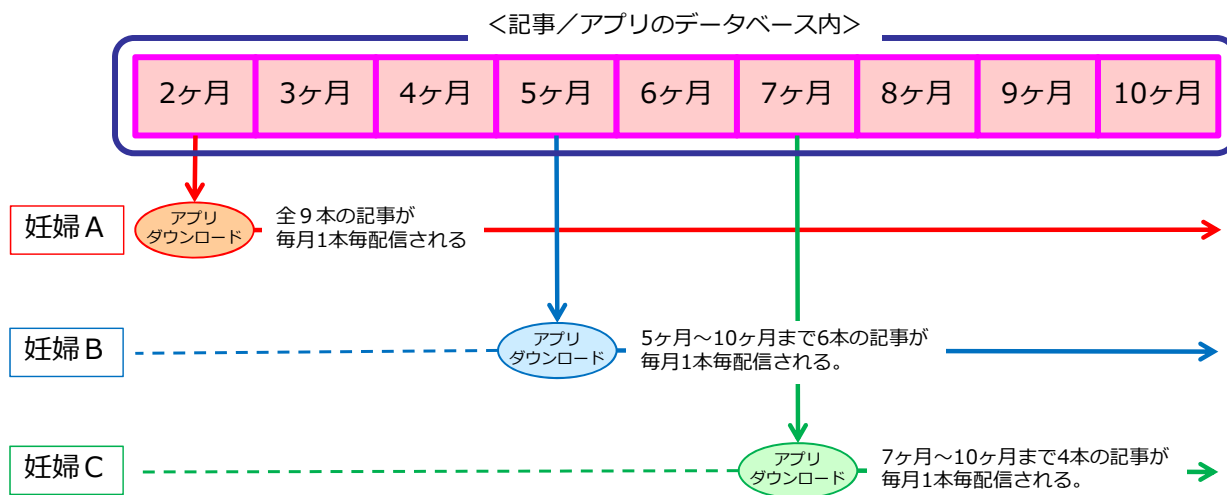 ＜記事／アプリのデータベース内＞
2ヶ月 3ヶ月 4ヶ月 5ヶ月 6ヶ月 7ヶ月 8ヶ月 9ヶ月 10ヶ月
妊婦A
アプリ
ダウンロード
全９本の記事が
毎月1本毎配信される
妊婦B
アプリ
ダウンロード
5ヶ月～10ヶ月まで6本の記事が
毎月1本毎配信される。
妊婦C
アプリ
ダウンロード
7ヶ月～10ヶ月まで4本の記事が
毎月1本毎配信される。